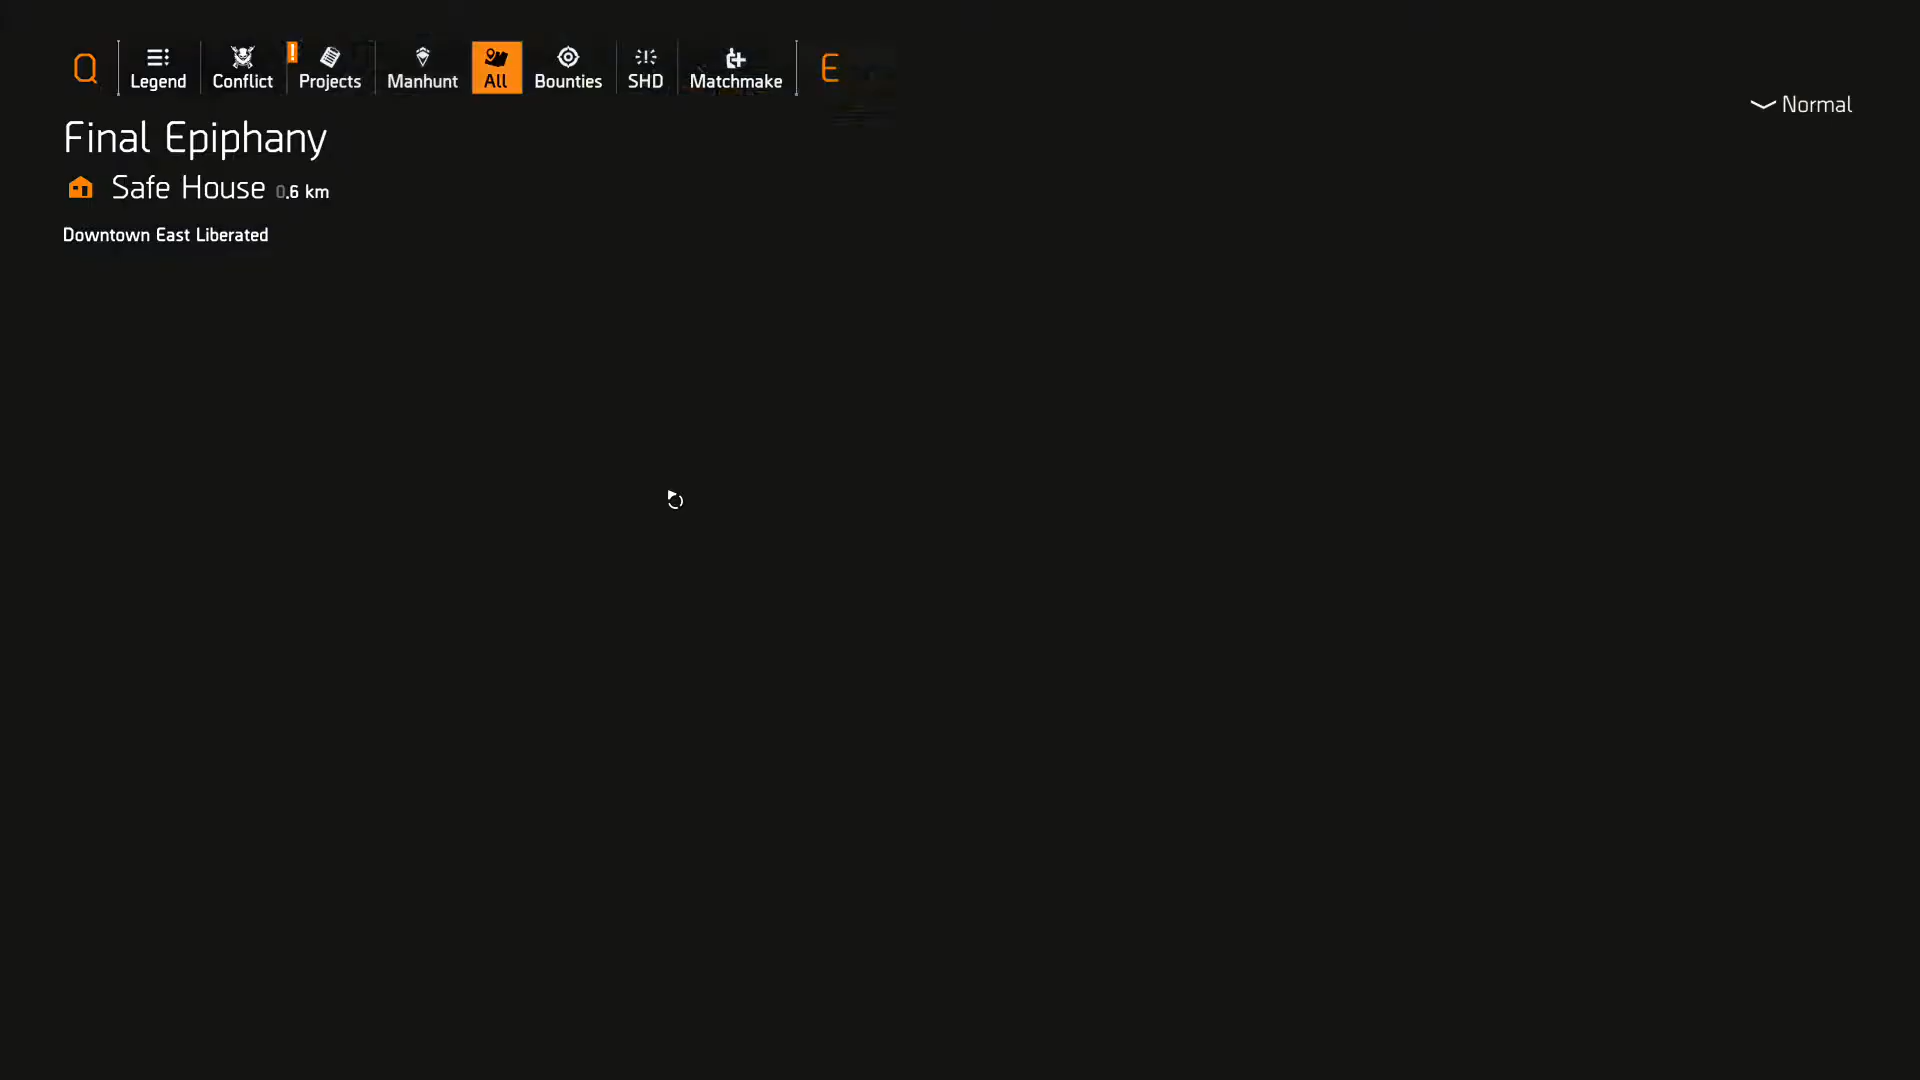 Q Legend Conflict ! Projects Manhunt All Bounties SHD Matchmake E
Normal
Final Epiphany
Safe House 0.6 km
Downtown East Liberated